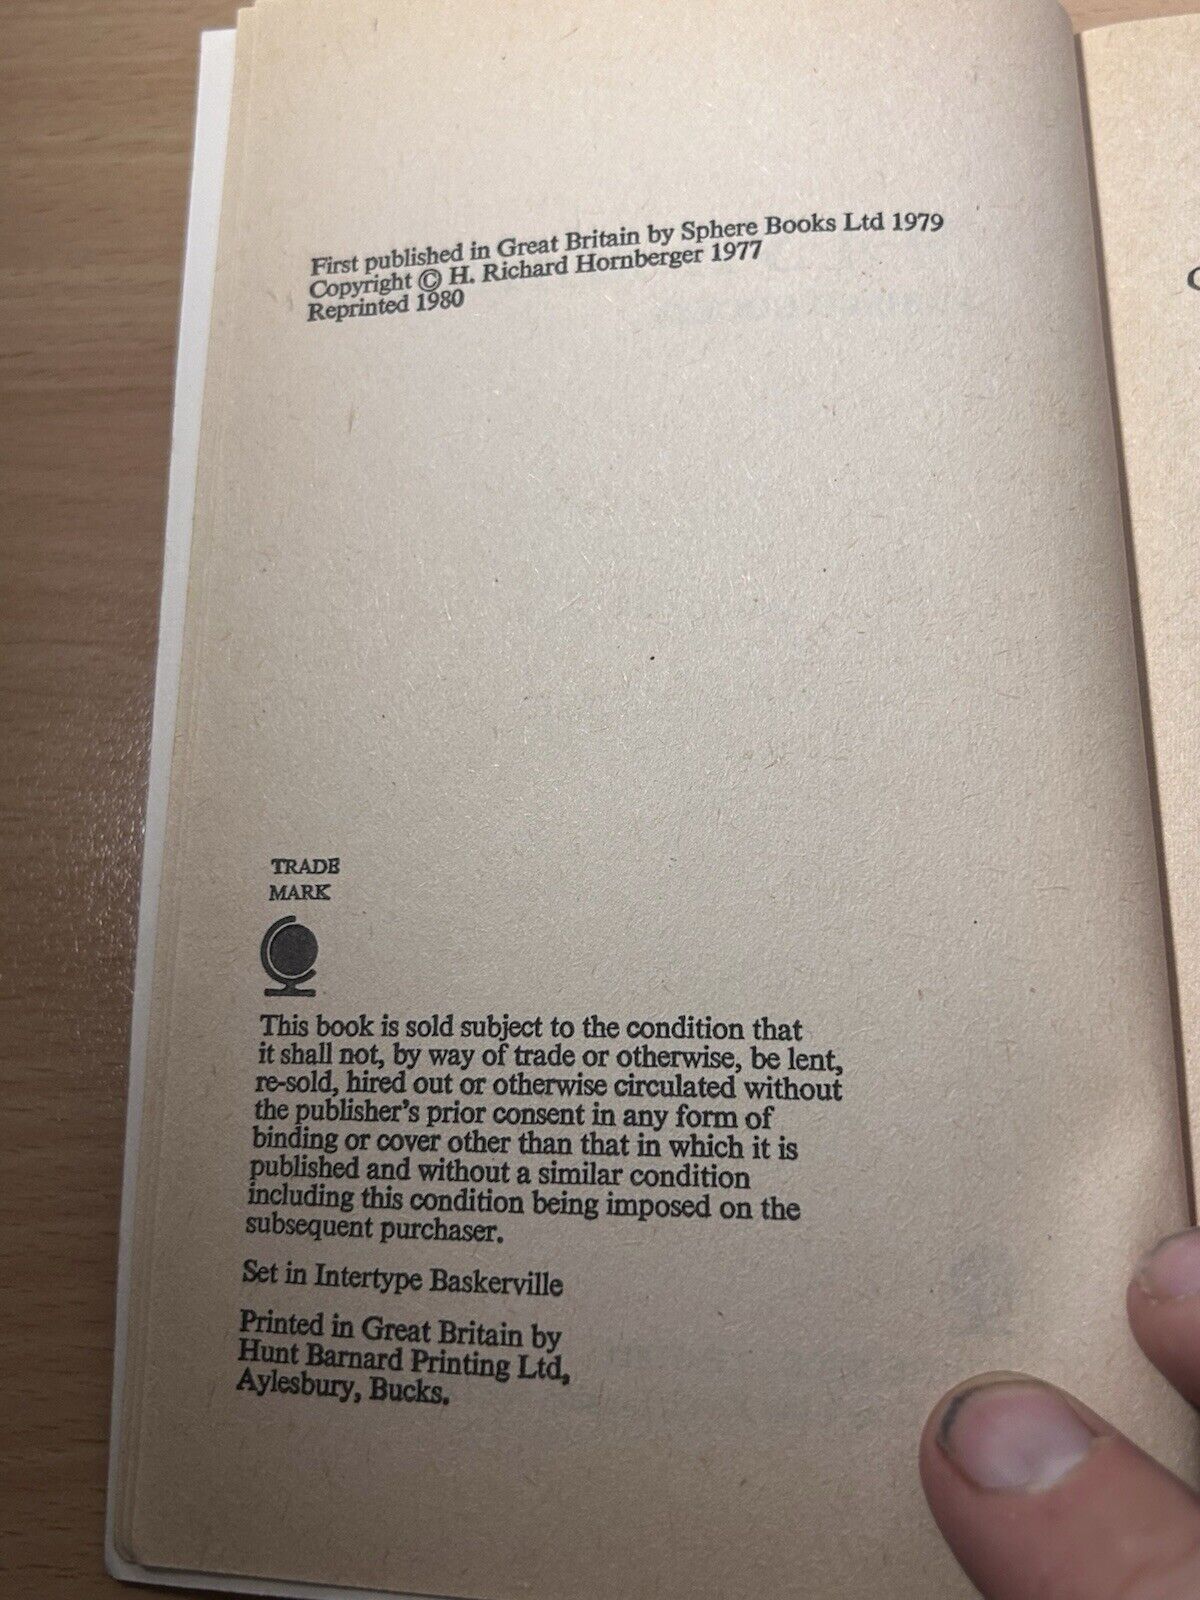 First published in Great Britain by Sphere Books Ltd 1979
Copyright © H. Richard Hornberger 1977
Reprinted 1980
TRADE
MARK
This book is sold subject to the condition that
it shall not, by way of trade or otherwise, be lent,
re-sold, hired out or otherwise circulated without
the publisher's prior consent in any form of
binding or cover other than that in which it is
published and without a similar condition
including this condition being imposed on the
subsequent purchaser.
Set in Intertype Baskerville
Printed in Great Britain by
Hunt Barnard Printing Ltd,
Aylesbury, Bucks.